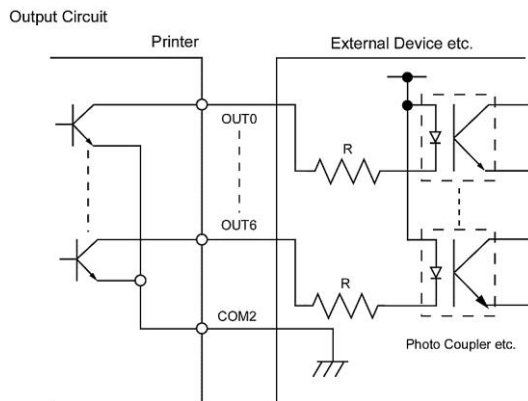 Output Circuit
Printer
External Device etc.
OUT0
R
OUT6
R
COM2
Photo Coupler etc.